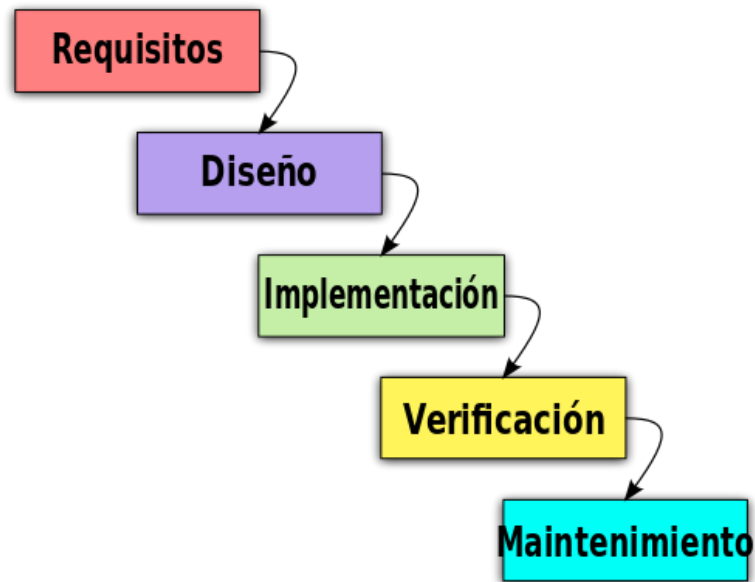 Requisitos
Diseño
Implementación
Verificación
Maintenimiento